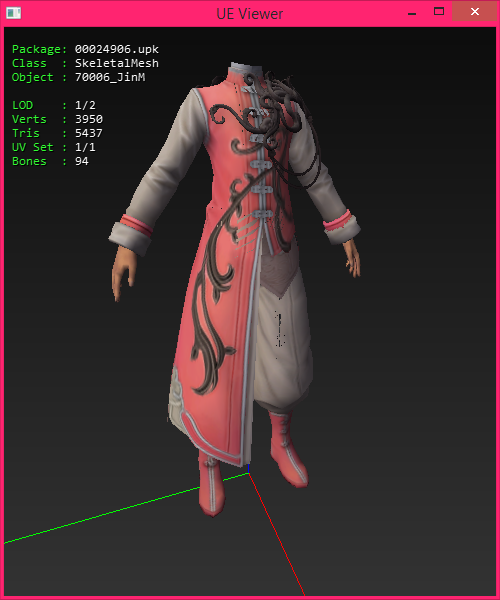 UE Viewer
Package: 00024906.upk
Class  : SkeletalMesh
Object : 70006_JinM
LOD    : 1/2
Verts  : 3950
Tris   : 5437
UV Set : 1/1
Bones  : 94